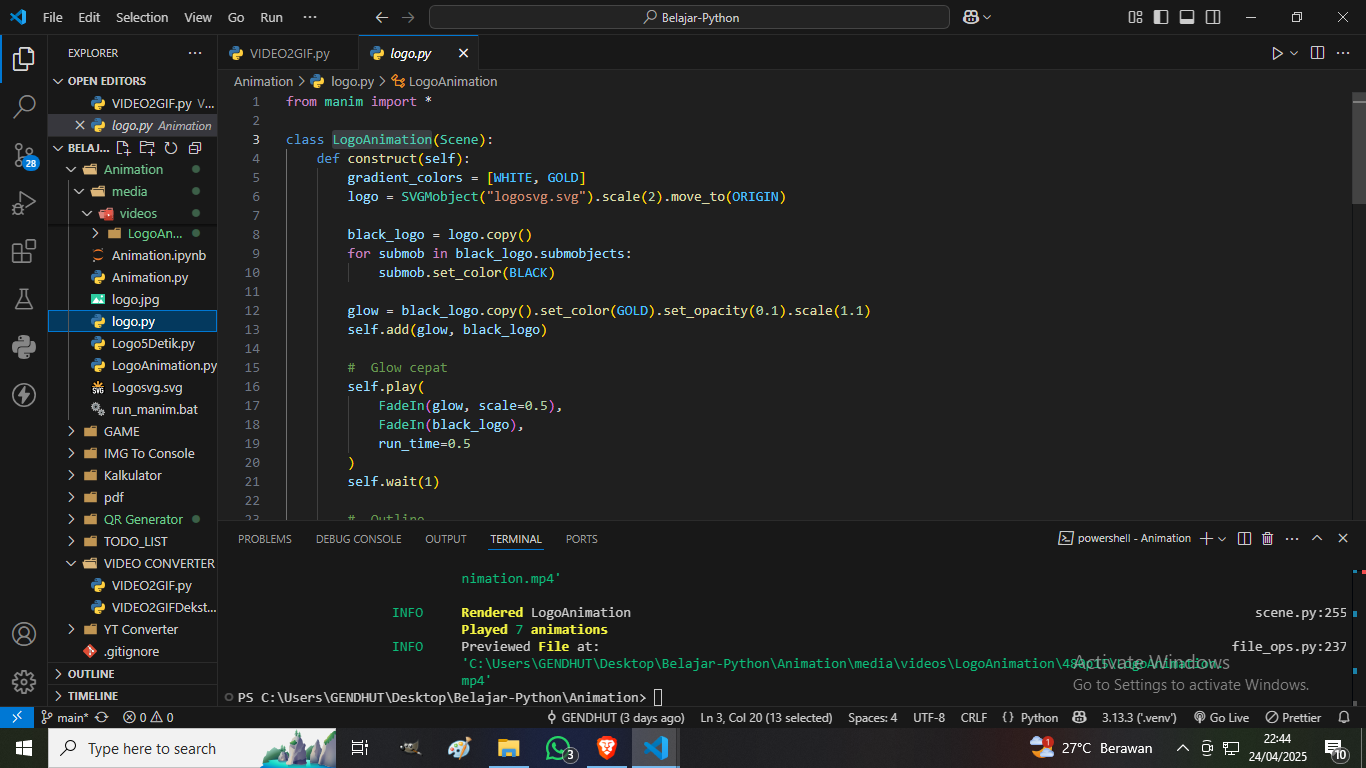 File Edit Selection View Go Run ···
Belajar-Python
EXPLORER
OPEN EDITORS
VIDEO2GIF.py V...
logo.py Animation
BELAJ...
Animation
media
videos
LogoAn...
Animation.ipynb
Animation.py
logo.jpg
logo.py
Logo5Detik.py
LogoAnimation.py
Logosvg.svg
run_manim.bat
GAME
IMG To Console
Kalkulator
pdf
QR Generator
TODO_LIST
VIDEO CONVERTER
VIDEO2GIF.py
VIDEO2GIFDekst...
YT Converter
.gitignore
OUTLINE
TIMELINE
28
VIDEO2GIF.py logo.py
Animation > logo.py > LogoAnimation
1 from manim import *
2
3 class LogoAnimation(Scene):
4 def construct(self):
5 gradient_colors = [WHITE, GOLD]
6 logo = SVGMobject("logosvg.svg").scale(2).move_to(ORIGIN)
7
8 black_logo = logo.copy()
9 for submob in black_logo.submobjects:
10 submob.set_color(BLACK)
11
12 glow = black_logo.copy().set_color(GOLD).set_opacity(0.1).scale(1.1)
13 self.add(glow, black_logo)
14
15 # Glow cepat
16 self.play(
17 FadeIn(glow, scale=0.5),
18 FadeIn(black_logo),
19 run_time=0.5
20 )
21 self.wait(1)
22
23 # Outline
PROBLEMS DEBUG CONSOLE OUTPUT TERMINAL PORTS
powershell - Animation
nimation.mp4'
INFO Rendered LogoAnimation scene.py:255
Played 7 animations
INFO Previewed File at: file_ops.py:237
'C:\Users\GENDHUT\Desktop\Belajar-Python\Animation\media\videos\LogoAnimation\480p15\LogoAnimation.
mp4'
PS C:\Users\GENDHUT\Desktop\Belajar-Python\Animation>
Activate Windows
Go to Settings to activate Windows.
main* 0 0 GENDHUT (3 days ago) Ln 3, Col 20 (13 selected) Spaces: 4 UTF-8 CRLF {} Python 3.13.3 ('.venv') Go Live Prettier
Type here to search
3
27°C Berawan
22:44
24/04/2025
10